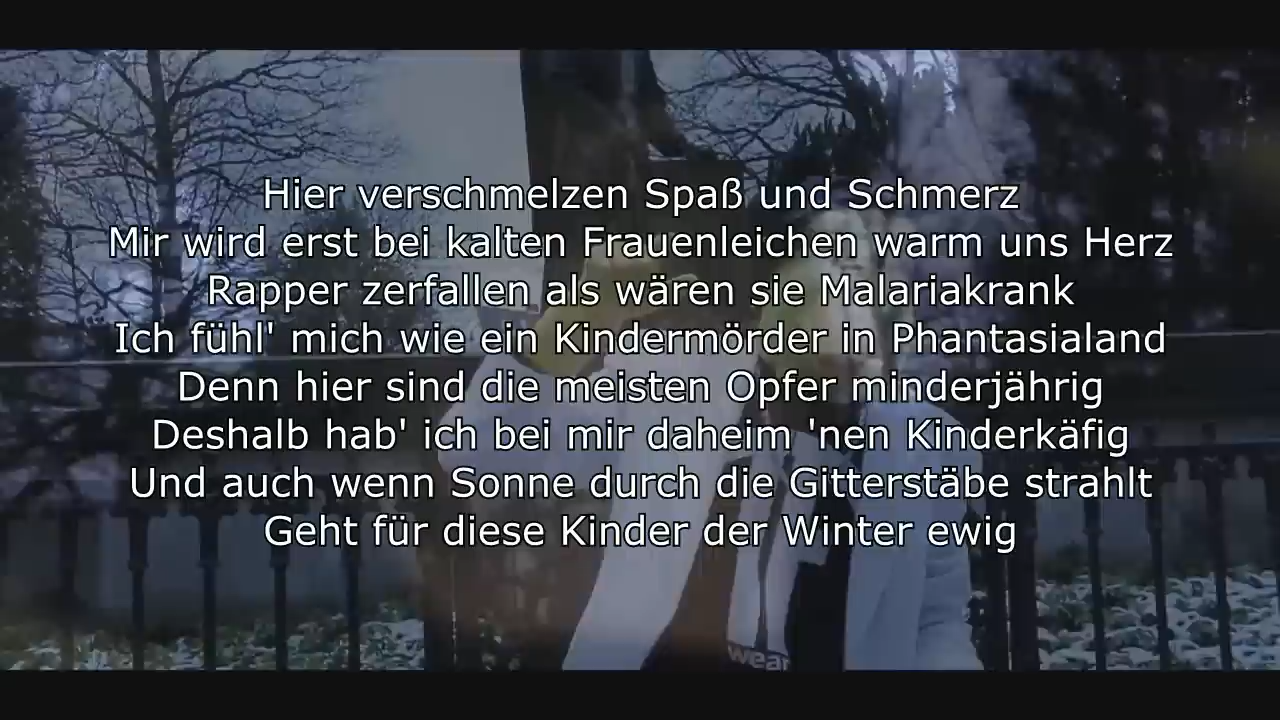 Hier verschmelzen Spaß und Schmerz
Mir wird erst bei kalten Frauenleichen warm uns Herz
Rapper zerfallen als wären sie Malariakrank
Ich fühl' mich wie ein Kindermörder in Phantasialand
Denn hier sind die meisten Opfer minderjährig
Deshalb hab' ich bei mir daheim 'nen Kinderkäfig
Und auch wenn Sonne durch die Gitterstäbe strahlt
Geht für diese Kinder der Winter ewig
wear